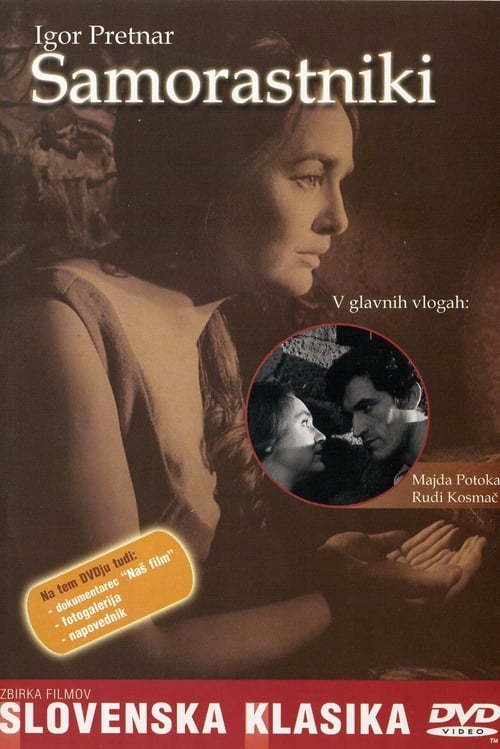 Igor Pretnar
Samorastniki
V glavnih vlogah:
Majda Potoka
Rudi Kosmač
Na tem DVDju tudi:
- dokumentarec "Naš film"
- fotogalerija
- napovednik
ZBIRKA FILMOV
SLOVENSKA KLASIKA
DVD
VIDEO
TM